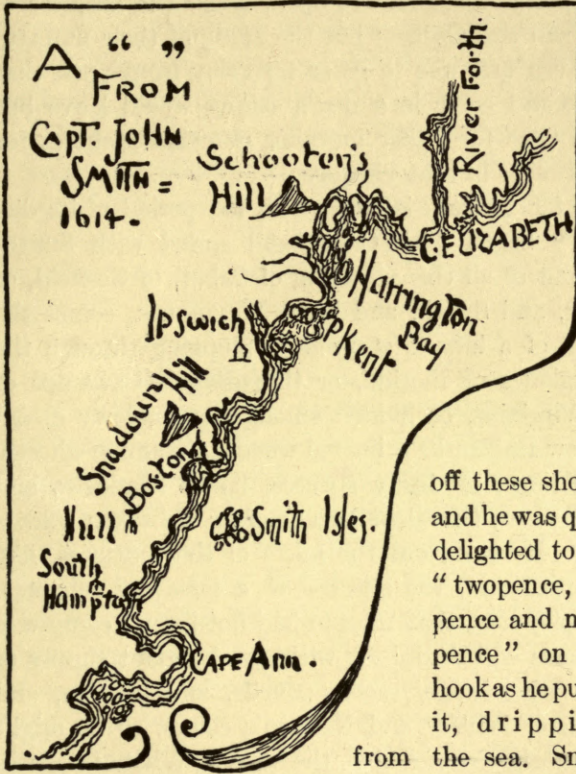 A “ ”
FROM
CAPT. JOHN
SMITH =
1614.
River Forth.
Schooten's
Hill
C. ELIZABETH
Harrington
Bay
Ipswich
P Kent
Snadoun Hill
Boston
Hull
Smith Isles.
South
Hampton
CAPE ANN.
off these sho
and he was q
delighted to
“twopence,
pence and n
pence” on
hook as he pu
it, drippi
from the sea. Sn